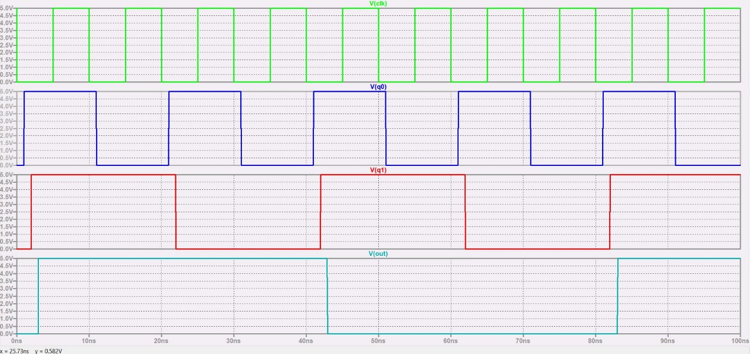 V(clk)
5.0V
4.5V
4.0V
3.5V
3.0V
2.5V
2.0V
1.5V
1.0V
0.5V
0.0V
V(q0)
5.0V
4.5V
4.0V
3.5V
3.0V
2.5V
2.0V
1.5V
1.0V
0.5V
0.0V
V(q1)
5.0V
4.5V
4.0V
3.5V
3.0V
2.5V
2.0V
1.5V
1.0V
0.5V
0.0V
V(out)
5.0V
4.5V
4.0V
3.5V
3.0V
2.5V
2.0V
1.5V
1.0V
0.5V
0.0V
0ns 10ns 20ns 30ns 40ns 50ns 60ns 70ns 80ns 90ns 100ns
x = 25.73ns y = 0.582V